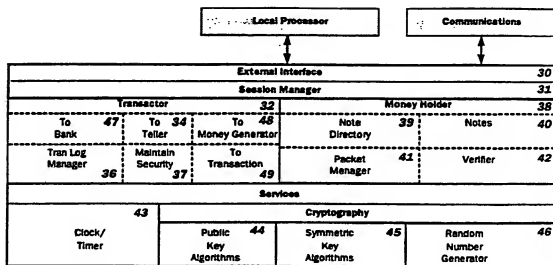 Local Processor
Communications
External Interface 30
Session Manager 31
Transactor 32
Money Holder 38
To Bank 47
To Teller 34
To Money Generator 48
Note Directory 39
Notes 40
Tran Log Manager 36
Maintain Security 37
To Transaction 49
Packet Manager 41
Verifier 42
Services
Clock/ Timer 43
Cryptography
Public Key Algorithms 44
Symmetric Key Algorithms 45
Random Number Generator 46